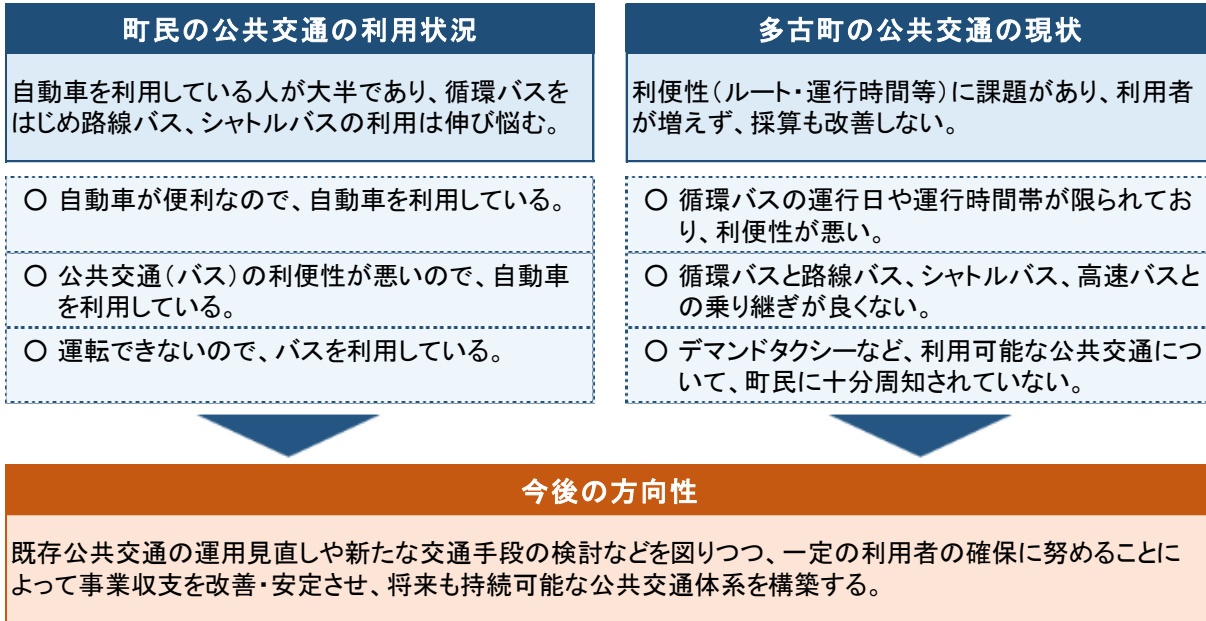 町民の公共交通の利用状況
自動車を利用している人が大半であり、循環バスを
はじめ路線バス、シャトルバスの利用は伸び悩む。
〇 自動車が便利なので、自動車を利用している。
〇 公共交通（バス）の利便性が悪いので、自動車
を利用している。
〇 運転できないので、バスを利用している。
多古町の公共交通の現状
利便性（ルート・運行時間等）に課題があり、利用者
が増えず、採算も改善しない。
〇 循環バスの運行日や運行時間帯が限られてお
り、利便性が悪い。
〇 循環バスと路線バス、シャトルバス、高速バスと
の乗り継ぎが良くない。
〇 デマンドタクシーなど、利用可能な公共交通につ
いて、町民に十分周知されていない。
今後の方向性
既存公共交通の運用見直しや新たな交通手段の検討などを図りつつ、一定の利用者の確保に努めることに
よって事業収支を改善・安定させ、将来も持続可能な公共交通体系を構築する。